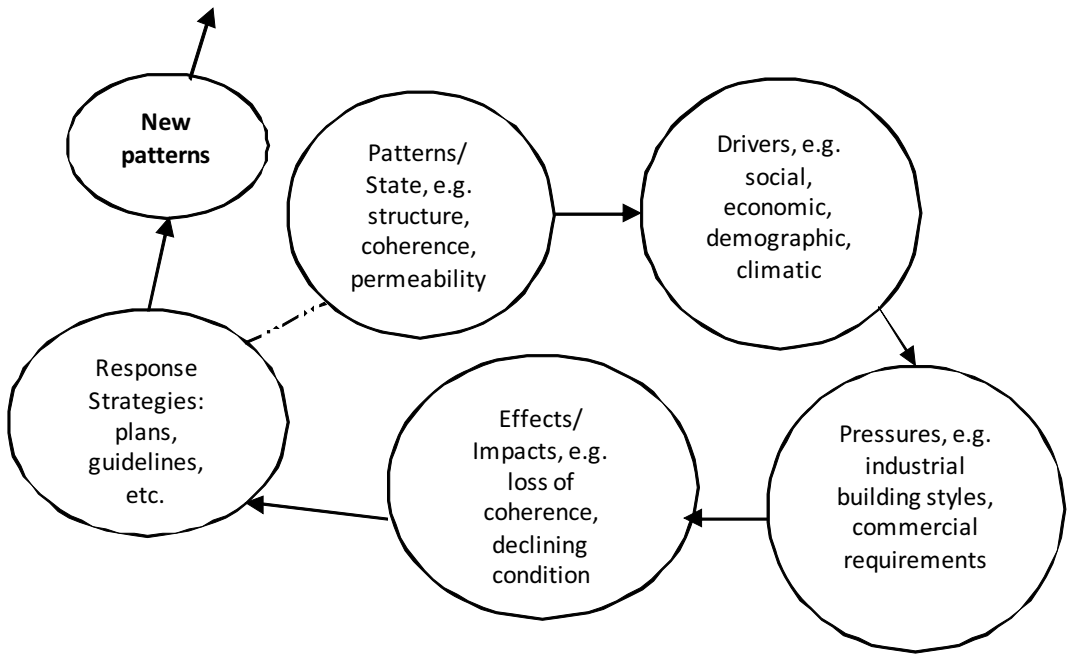 New
patterns
Patterns/
State, e.g.
structure,
coherence,
permeability
Drivers, e.g.
social,
economic,
demographic,
climatic
Response
Strategies:
plans,
guidelines,
etc.
Effects/
Impacts, e.g.
loss of
coherence,
declining
condition
Pressures, e.g.
industrial
building styles,
commercial
requirements